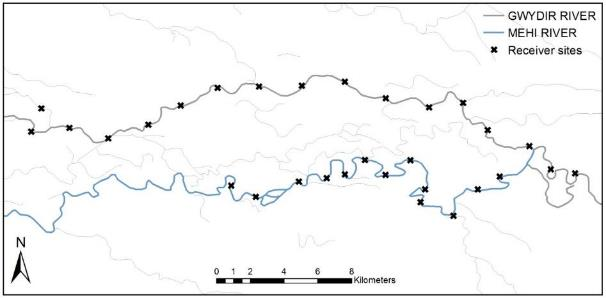 GWYDIR RIVER
MEHI RIVER
Receiver sites
N
0 1 2 4 6 8
Kilometers